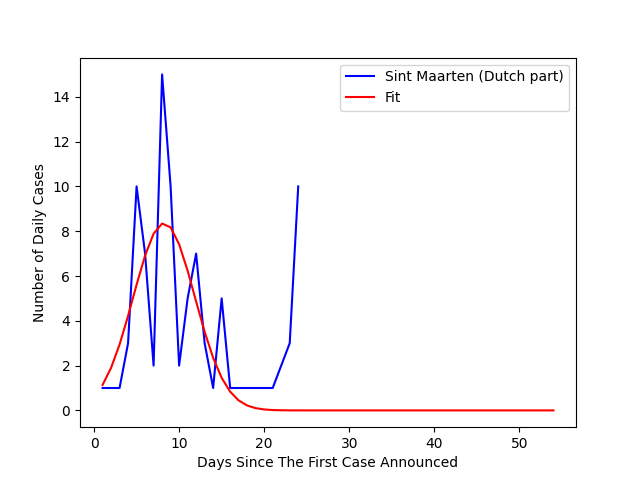 Sint Maarten (Dutch part)
Fit
14
12
10
8
6
4
2
0
Number of Daily Cases
0 10 20 30 40 50
Days Since The First Case Announced